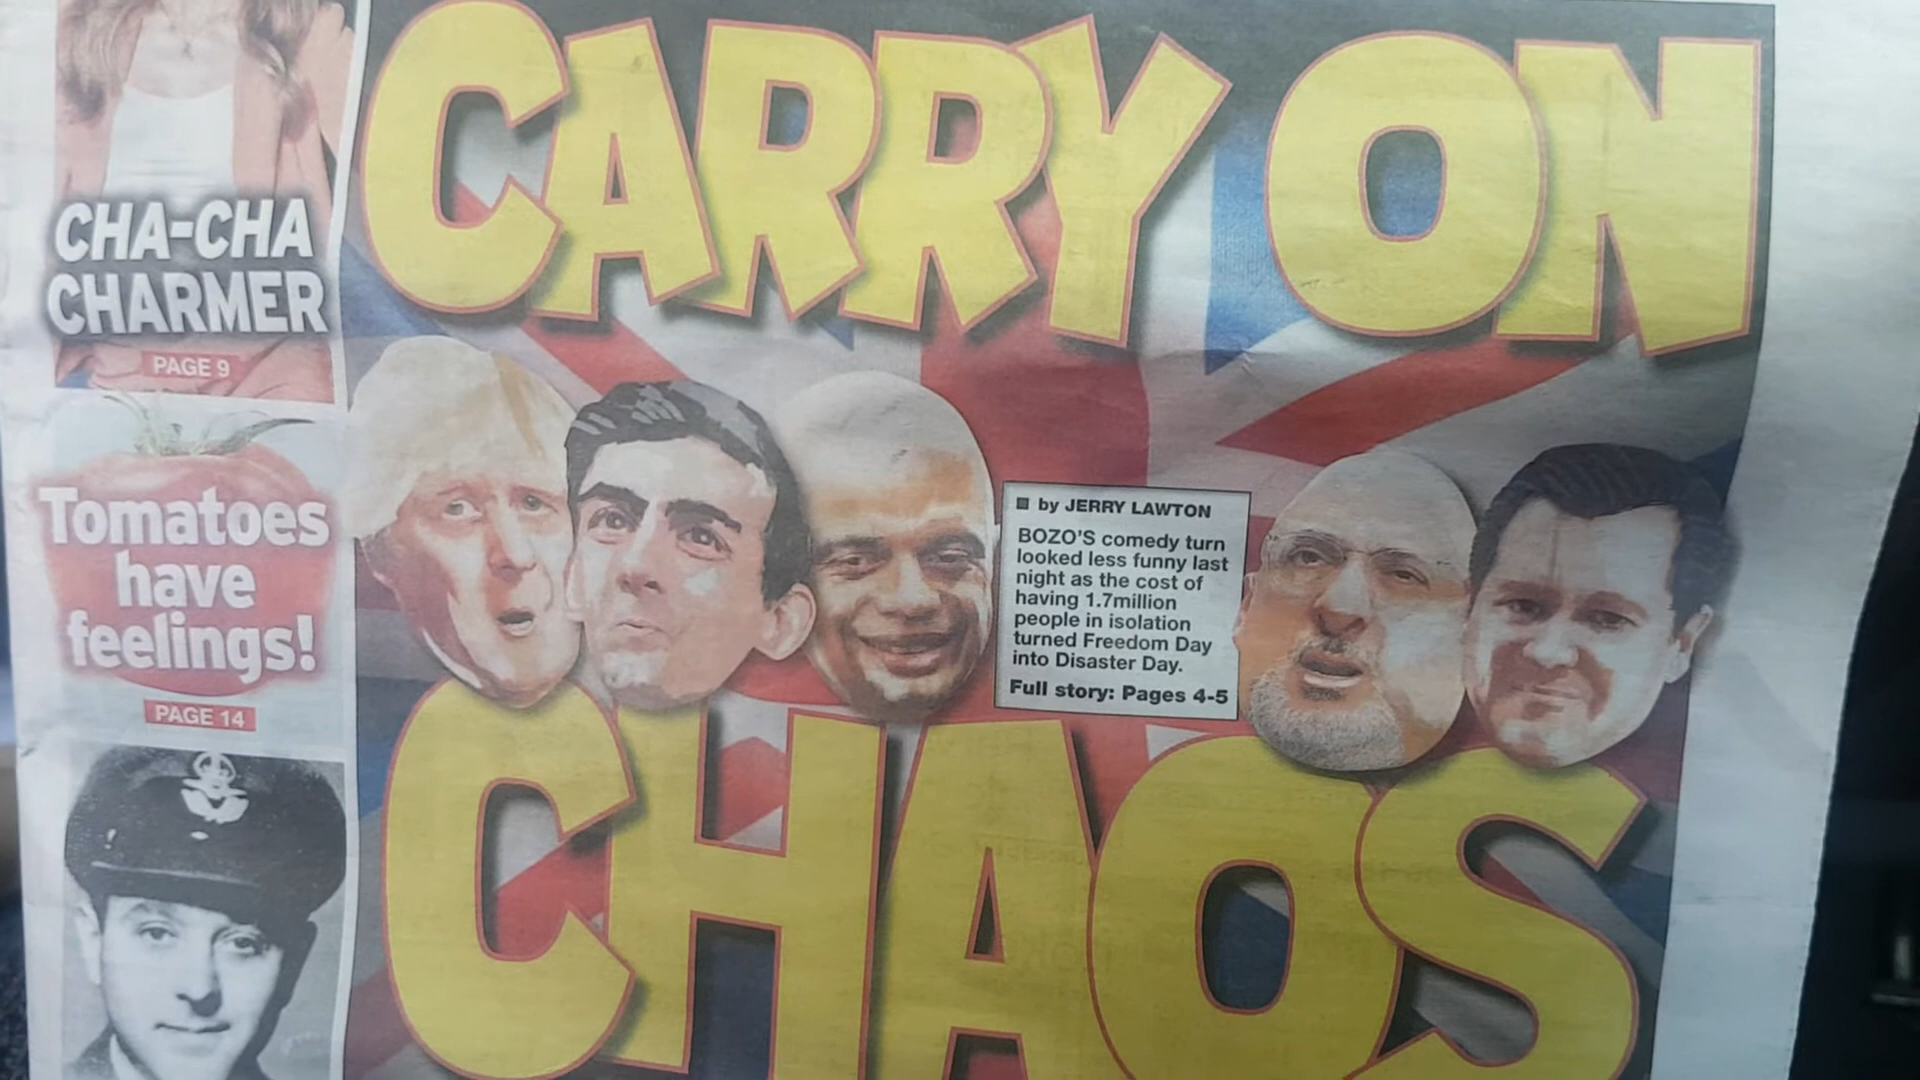 CARRY ON
CHA-CHA
CHARMER
PAGE 9
Tomatoes
have
feelings!
PAGE 14
by JERRY LAWTON
BOZO'S comedy turn
looked less funny last
night as the cost of
having 1.7million
people in isolation
turned Freedom Day
into Disaster Day.
Full story: Pages 4-5
CHAOS